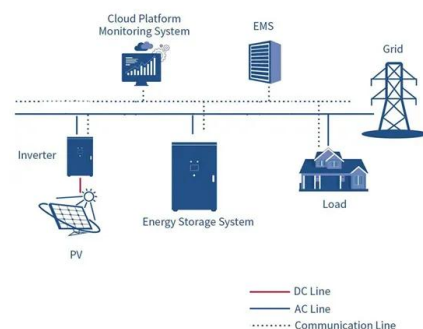 Cloud Platform
Monitoring System
EMS
Grid
Inverter
Energy Storage System
Load
PV
DC Line
AC Line
Communication Line